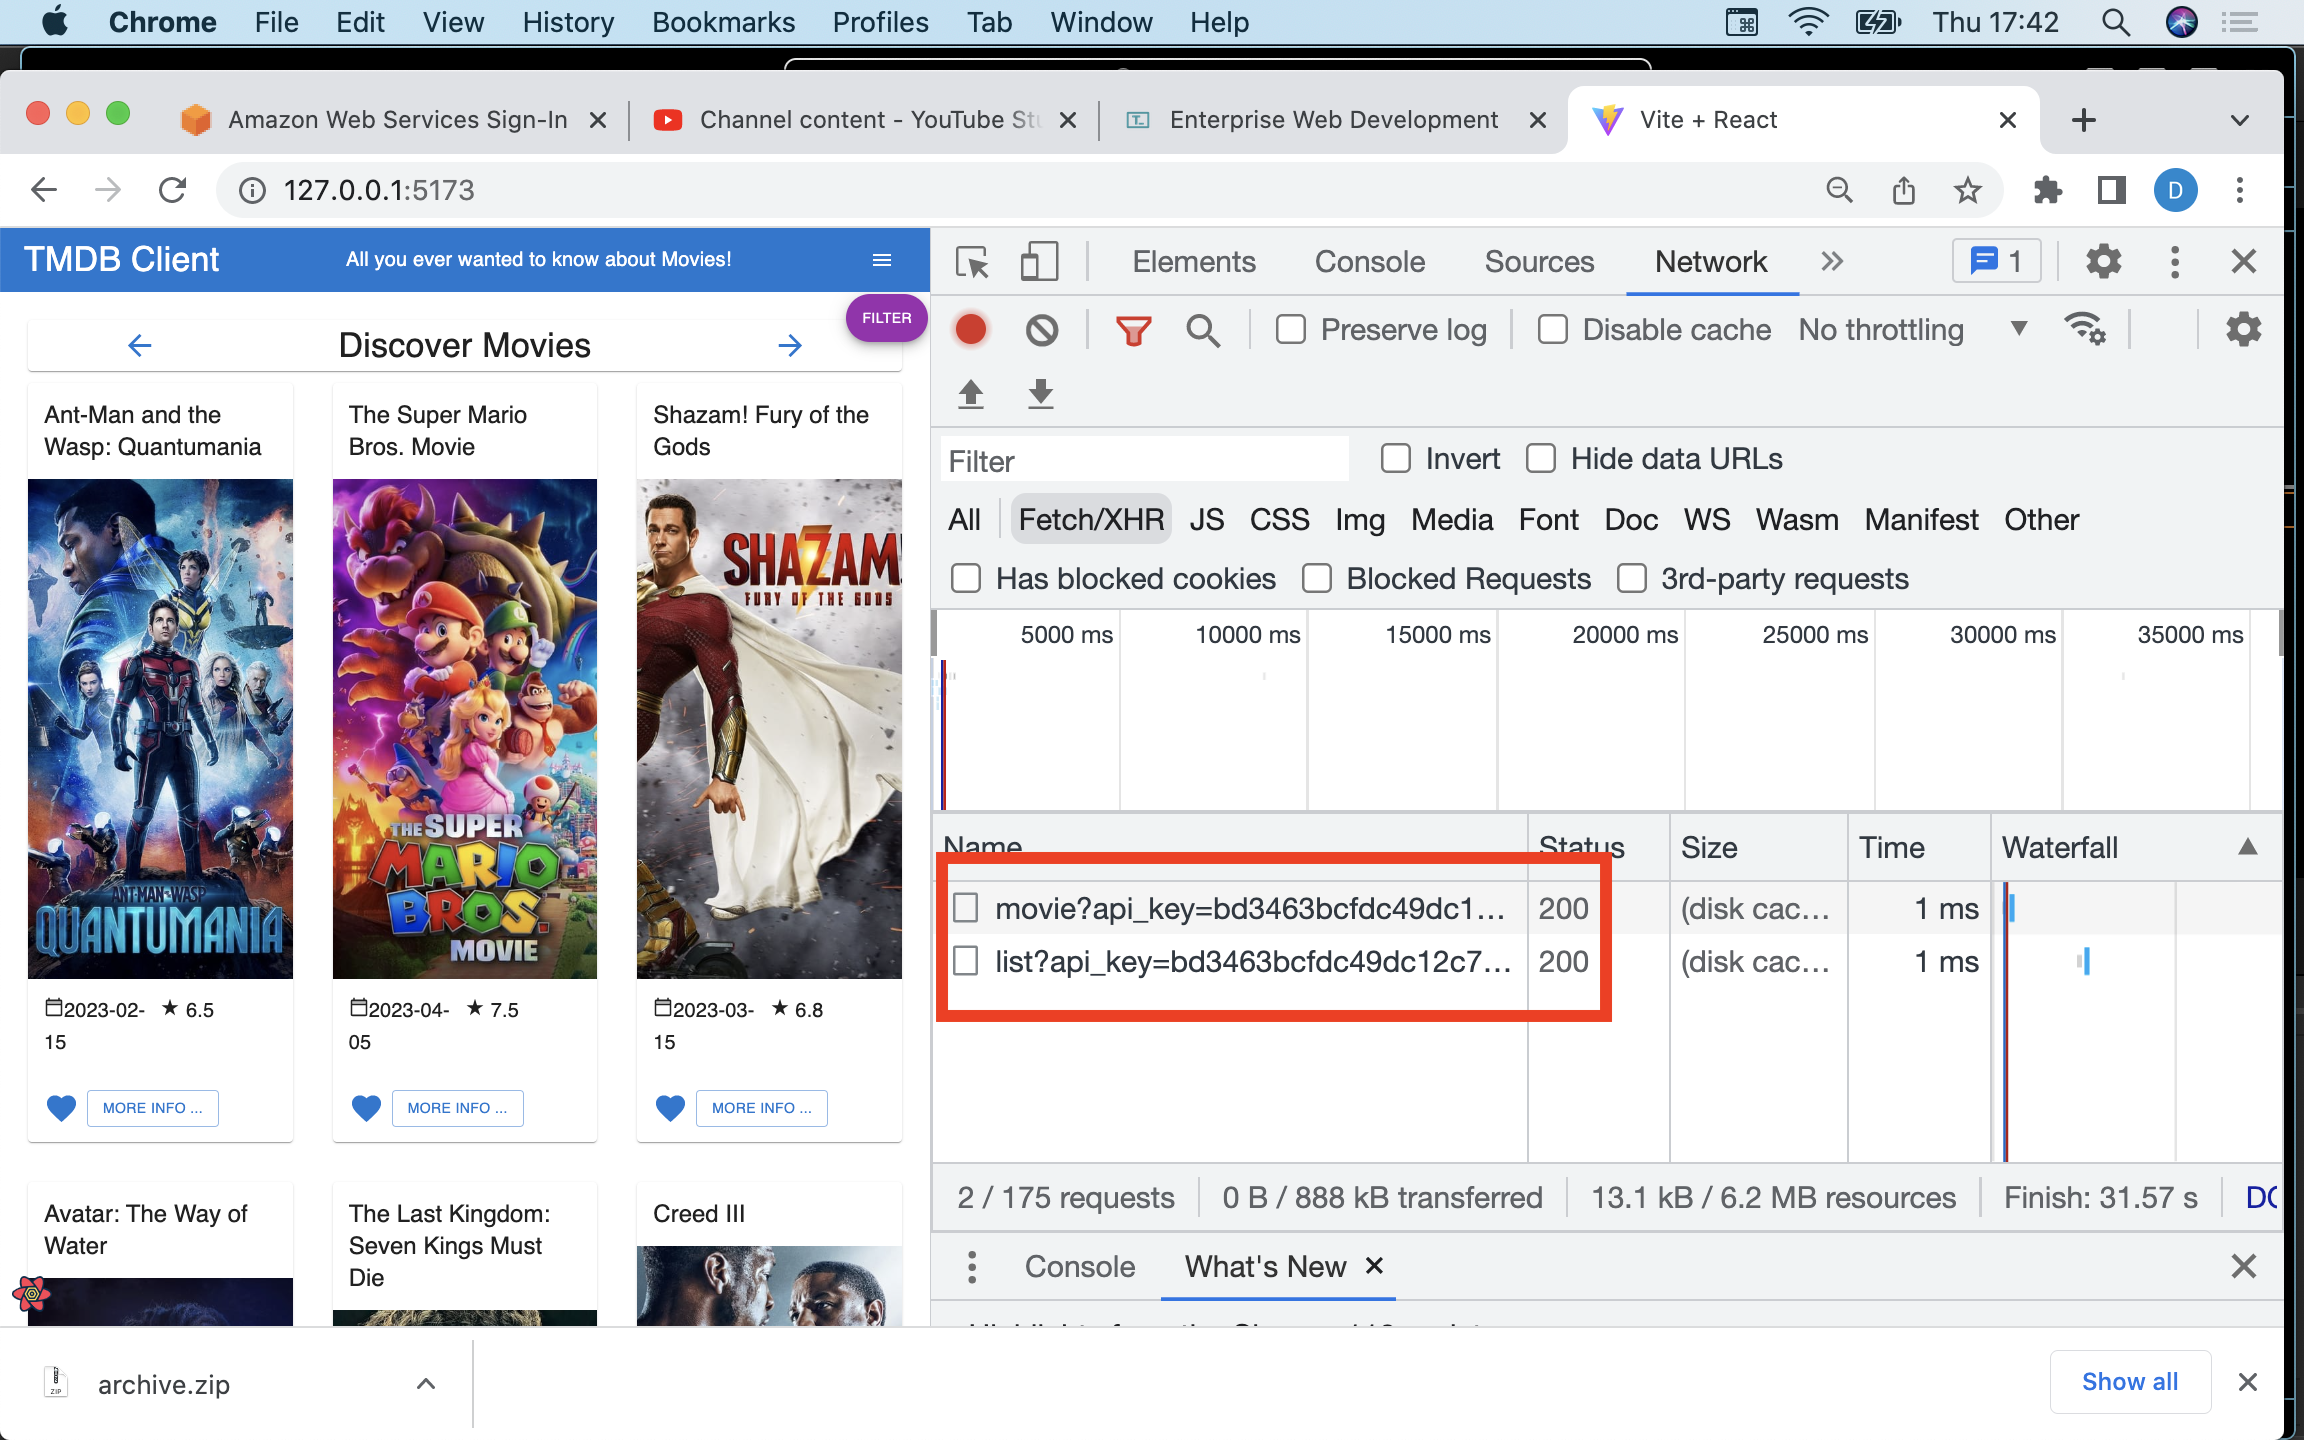 Chrome File Edit View History Bookmarks Profiles Tab Window Help Thu 17:42
Amazon Web Services Sign-In Channel content - YouTube Stu Enterprise Web Development Vite + React
127.0.0.1:5173 D
TMDB Client All you ever wanted to know about Movies!
FILTER
Discover Movies
Ant-Man and the
Wasp: Quantumania
The Super Mario
Bros. Movie
Shazam! Fury of the
Gods
ANT-MAN AND THE WASP
QUANTUMANIA
THE SUPER
MARIO
BROS.
MOVIE
SHAZAM!
FURY OF THE GODS
2023-02- ★ 6.5
15
2023-04- ★ 7.5
05
2023-03- ★ 6.8
15
MORE INFO ...
MORE INFO ...
MORE INFO ...
Avatar: The Way of
Water
The Last Kingdom:
Seven Kings Must
Die
Creed III
Elements Console Sources Network 1
Preserve log Disable cache No throttling
Filter Invert Hide data URLs
All Fetch/XHR JS CSS Img Media Font Doc WS Wasm Manifest Other
Has blocked cookies Blocked Requests 3rd-party requests
5000 ms 10000 ms 15000 ms 20000 ms 25000 ms 30000 ms 35000 ms
Name Status Size Time Waterfall
movie?api_key=bd3463bcfdc49dc1... 200 (disk cac... 1 ms
list?api_key=bd3463bcfdc49dc12c7... 200 (disk cac... 1 ms
2 / 175 requests 0 B / 888 kB transferred 13.1 kB / 6.2 MB resources Finish: 31.57 s DC
Console What's New
ZIP archive.zip Show all